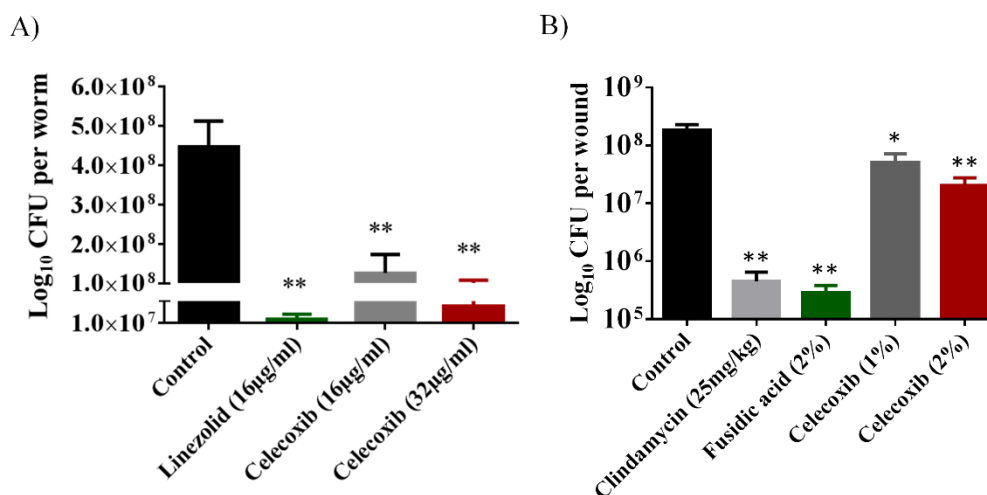 A)
Log₁₀ CFU per worm
6.0×10⁸
5.0×10⁸
4.0×10⁸
3.0×10⁸
2.0×10⁸
1.0×10⁸
1.0×10⁷
**
**
**
Control
Linezolid (16µg/ml)
Celecoxib (16µg/ml)
Celecoxib (32µg/ml)
B)
Log₁₀ CFU per wound
10⁹
10⁸
10⁷
10⁶
10⁵
**
**
*
**
Control
Clindamycin (25mg/kg)
Fusidic acid (2%)
Celecoxib (1%)
Celecoxib (2%)